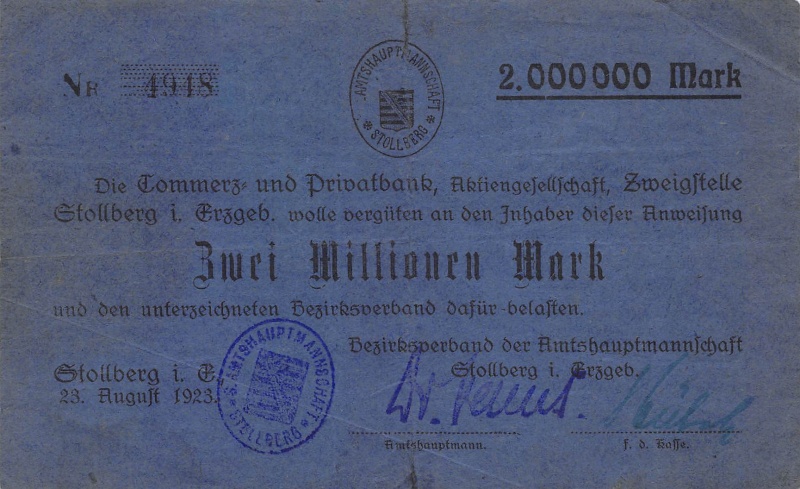 Nr 4948
AMTSHAUPTMANNSCHAFT
* STOLLBERG *
2.000000 Mark
Die Commerz- und Privatbank, Aktiengesellschaft, Zweigstelle
Stollberg i. Erzgeb. wolle vergüten an den Inhaber dieser Anweisung
Zwei Millionen Mark
und den unterzeichneten Bezirksverband dafür belasten.
Bezirksverband der Amtshauptmannschaft
Stollberg i. Erzgeb.
Stollberg i. E
23. August 1923.
S. AMTSHAUPTMANNSCHAFT
* STOLLBERG *
Dr.
Amtshauptmann.
f. d. Kasse.